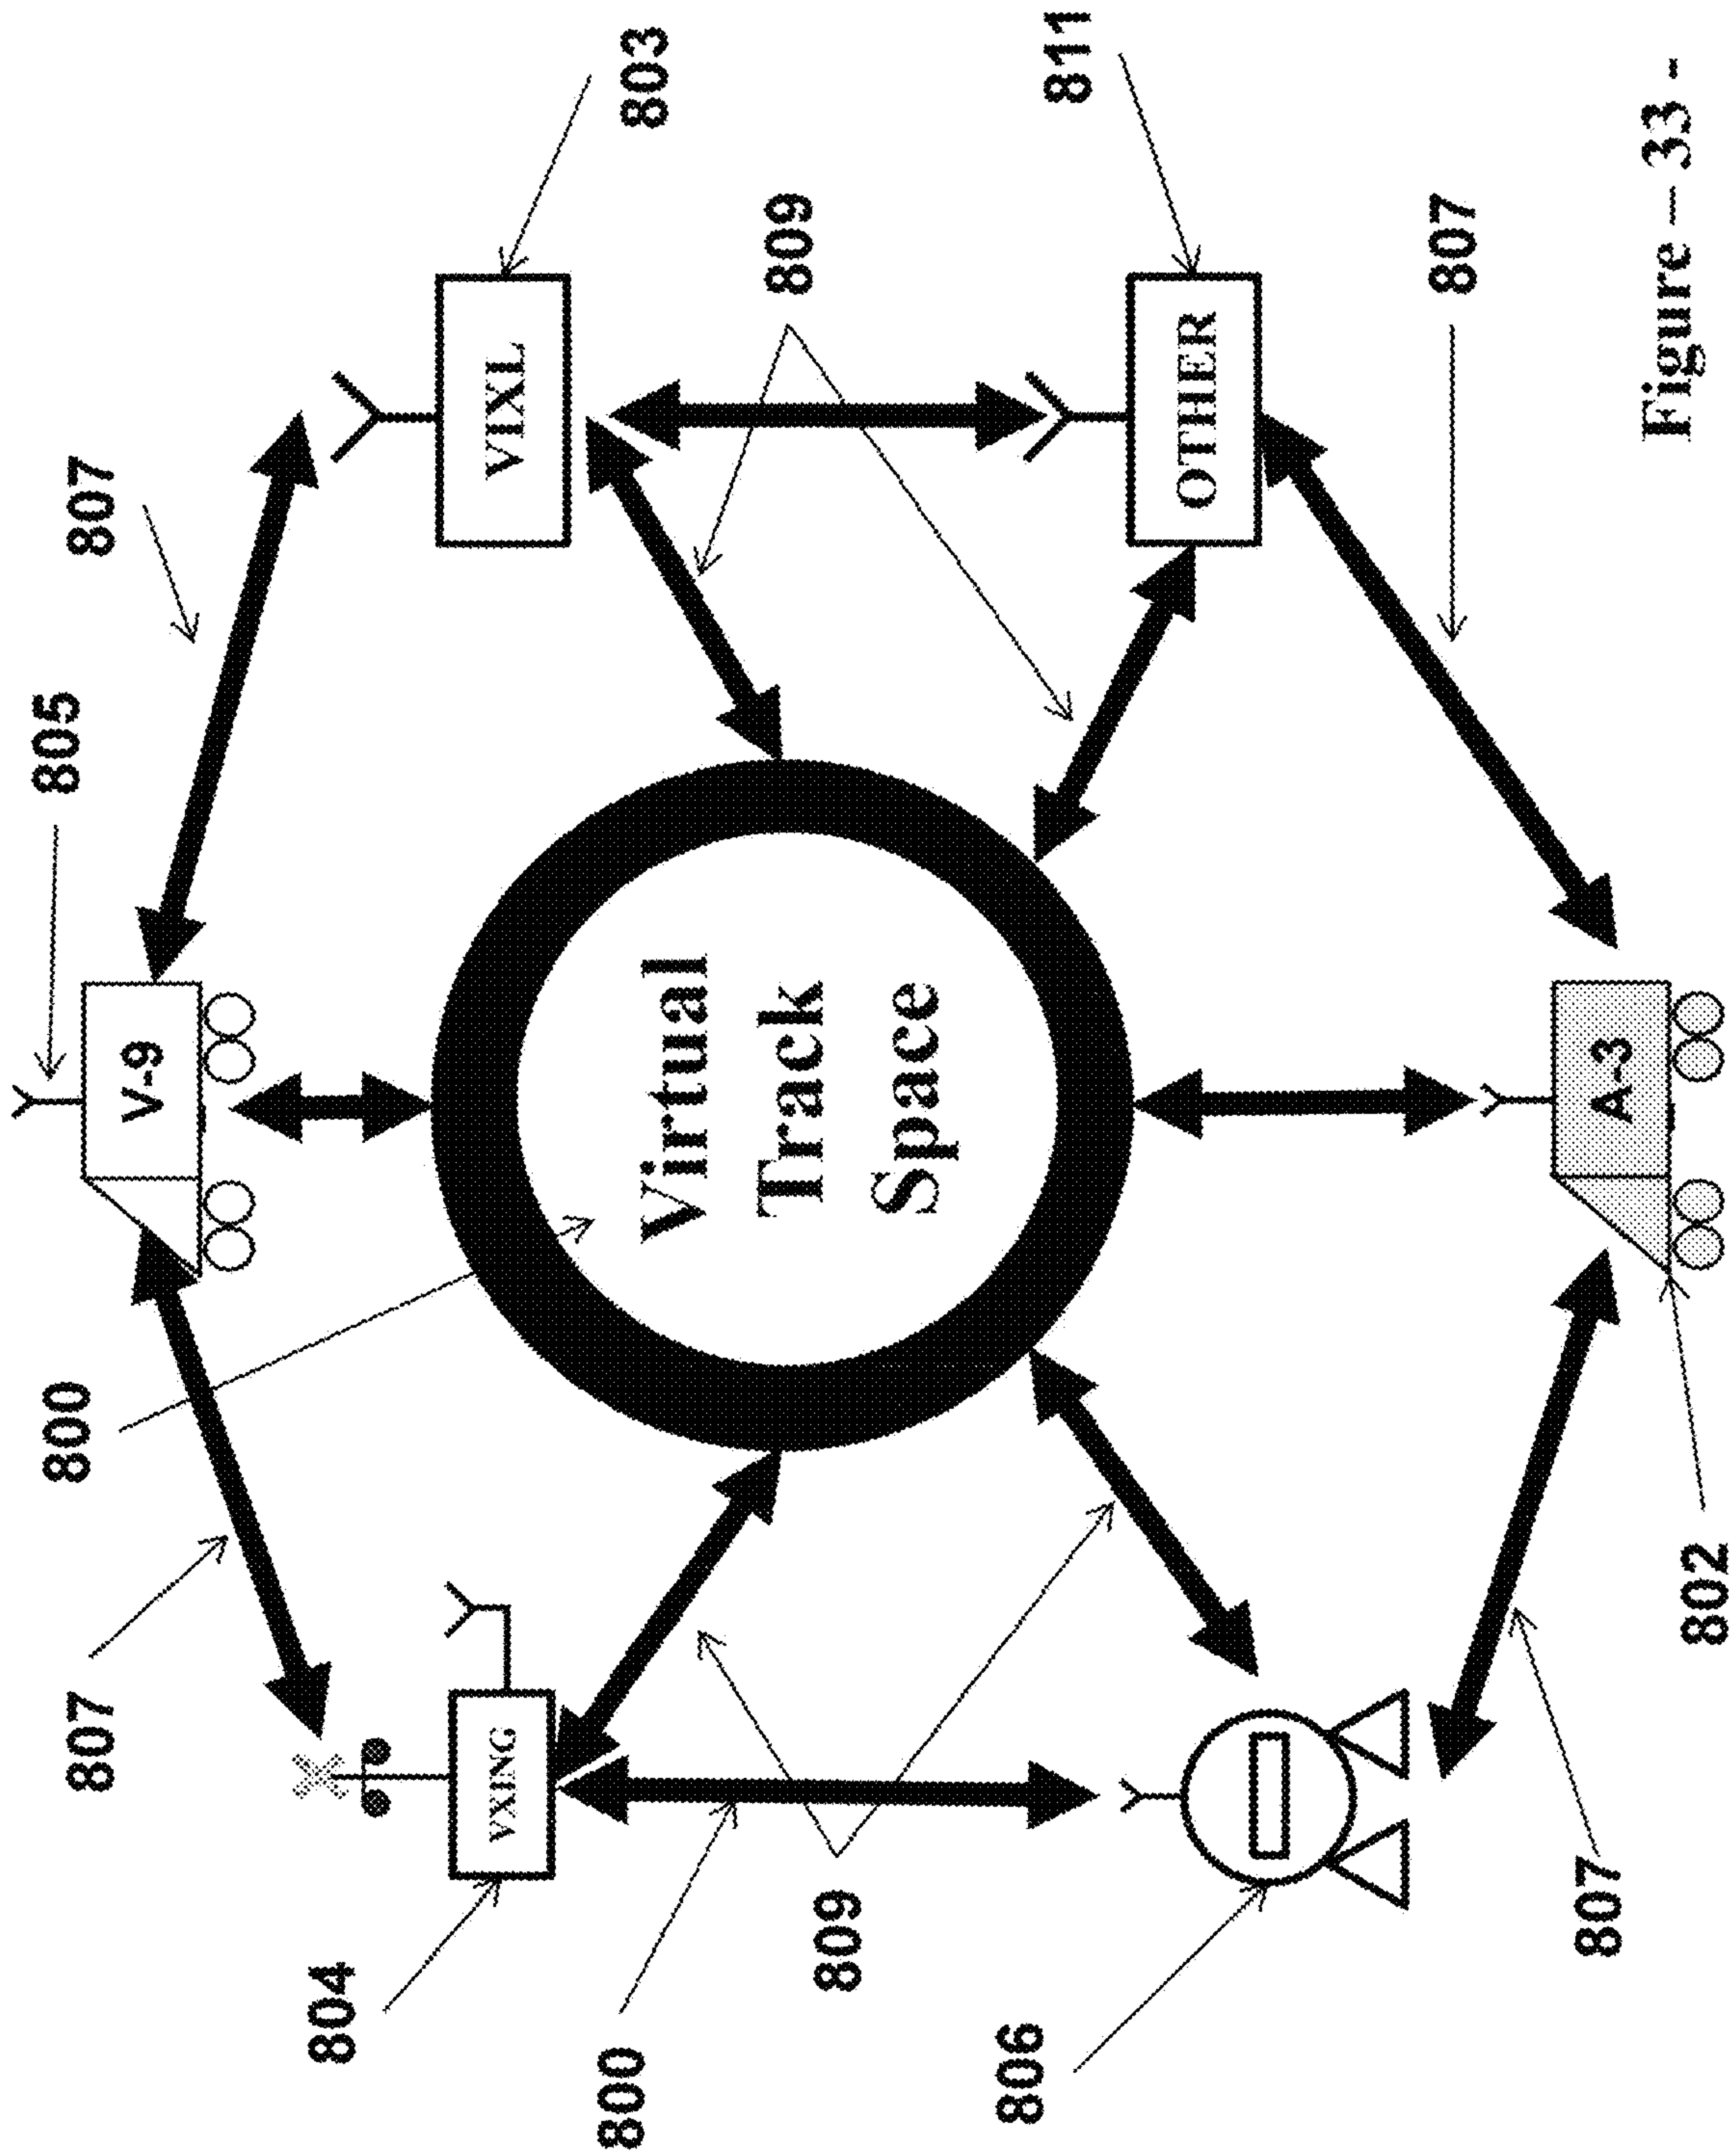 805
807
803
V-9
800
807
VIXL
804
VXING
809
Virtual
Track
Space
800
809
811
OTHER
806
807
A-3
807
802
Figure – 33 -